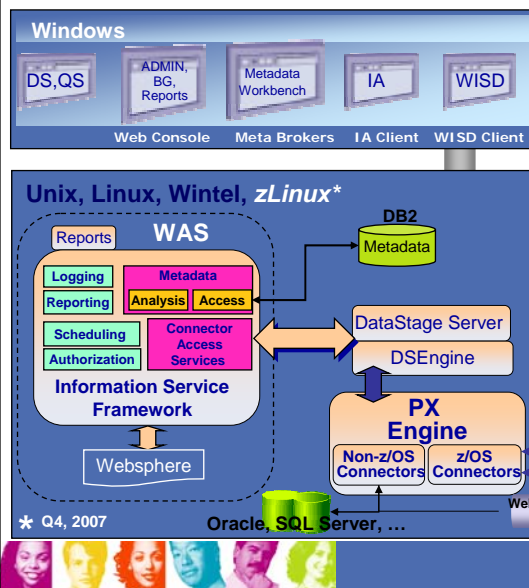 Windows
DS,QS
ADMIN,
BG,
Reports
Metadata
Workbench
IA
WISD
Web Console
Meta Brokers
IA Client
WISD Client
Unix, Linux, Wintel, zLinux*
Reports
WAS
DB2
Metadata
Logging
Reporting
Metadata
Analysis
Access
Scheduling
Authorization
Connector
Access
Services
Information Service
Framework
DataStage Server
DSEngine
PX
Engine
Non-z/OS
Connectors
z/OS
Connectors
Websphere
We
* Q4, 2007
Oracle, SQL Server, ...